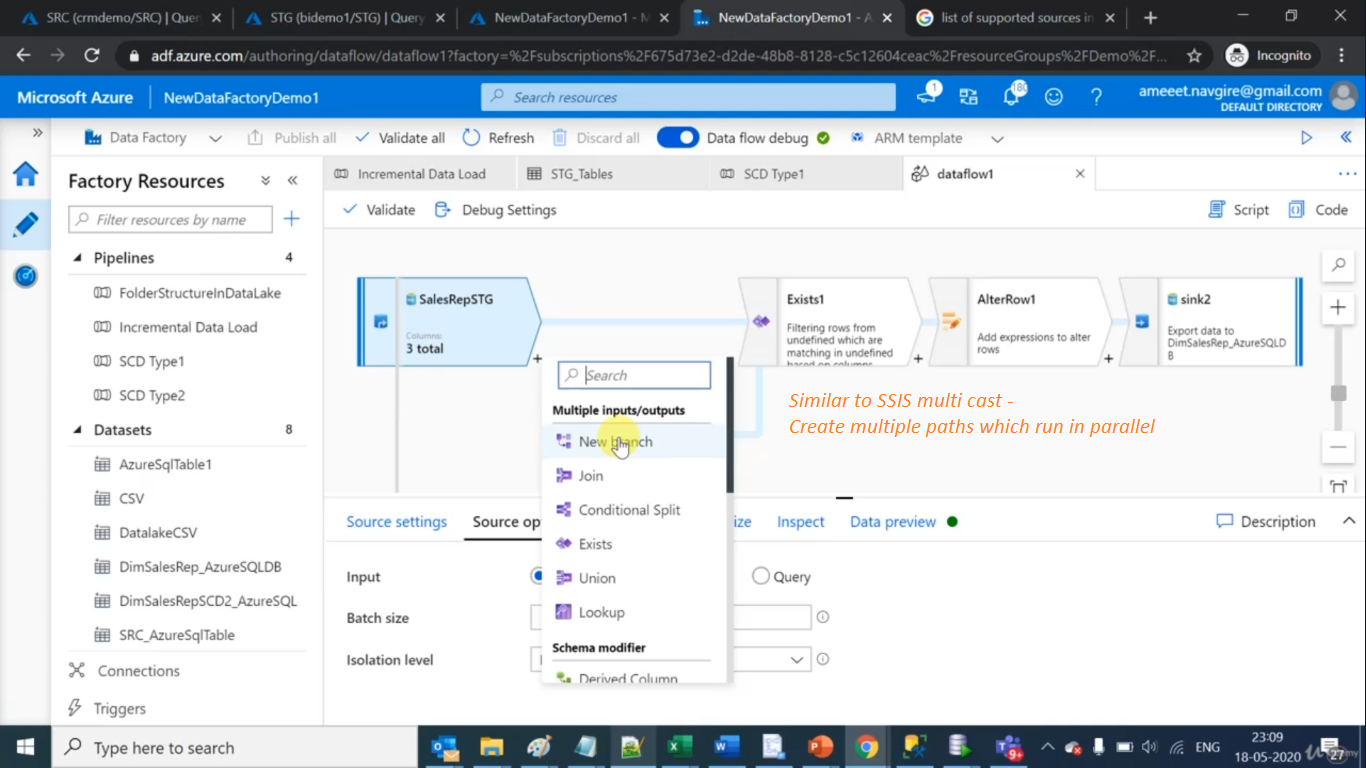 SRC (crmdemo/SRC) | Quer
STG (bidemo1/STG) | Query
NewDataFactoryDemo1 - M
NewDataFactoryDemo1 - A
list of supported sources in
adf.azure.com/authoring/dataflow/dataflow1?factory=%2Fsubscriptions%2F675d73e2-d2de-48b8-8128-c5c12604ceac%2FresourceGroups%2FDemo%2F...
Incognito
Microsoft Azure
NewDataFactoryDemo1
Search resources
1
180
ameeet.navgire@gmail.com
DEFAULT DIRECTORY
Data Factory
Publish all
Validate all
Refresh
Discard all
Data flow debug
ARM template
Factory Resources
Incremental Data Load
STG_Tables
SCD Type1
dataflow1
Filter resources by name
Validate
Debug Settings
Script
Code
Pipelines 4
FolderStructureInDataLake
Incremental Data Load
SCD Type1
SCD Type2
Datasets 8
AzureSqlTable1
CSV
DatalakeCSV
DimSalesRep_AzureSQLDB
DimSalesRepSCD2_AzureSQL
SRC_AzureSqlTable
Connections
Triggers
SalesRepSTG
Columns:
3 total
Exists1
Filtering rows from
undefined which are
matching in undefined
based on columns
AlterRow1
Add expressions to alter
rows
sink2
Export data to
DimSalesRep_AzureSQLD
B
Similar to SSIS multi cast -
Create multiple paths which run in parallel
Search
Multiple inputs/outputs
New branch
Join
Conditional Split
Exists
Union
Lookup
Schema modifier
Derived Column
Source settings
Source op
ize
Inspect
Data preview
Description
Input
Query
Batch size
Isolation level
Type here to search
9+
ENG
23:09
18-05-2020
27